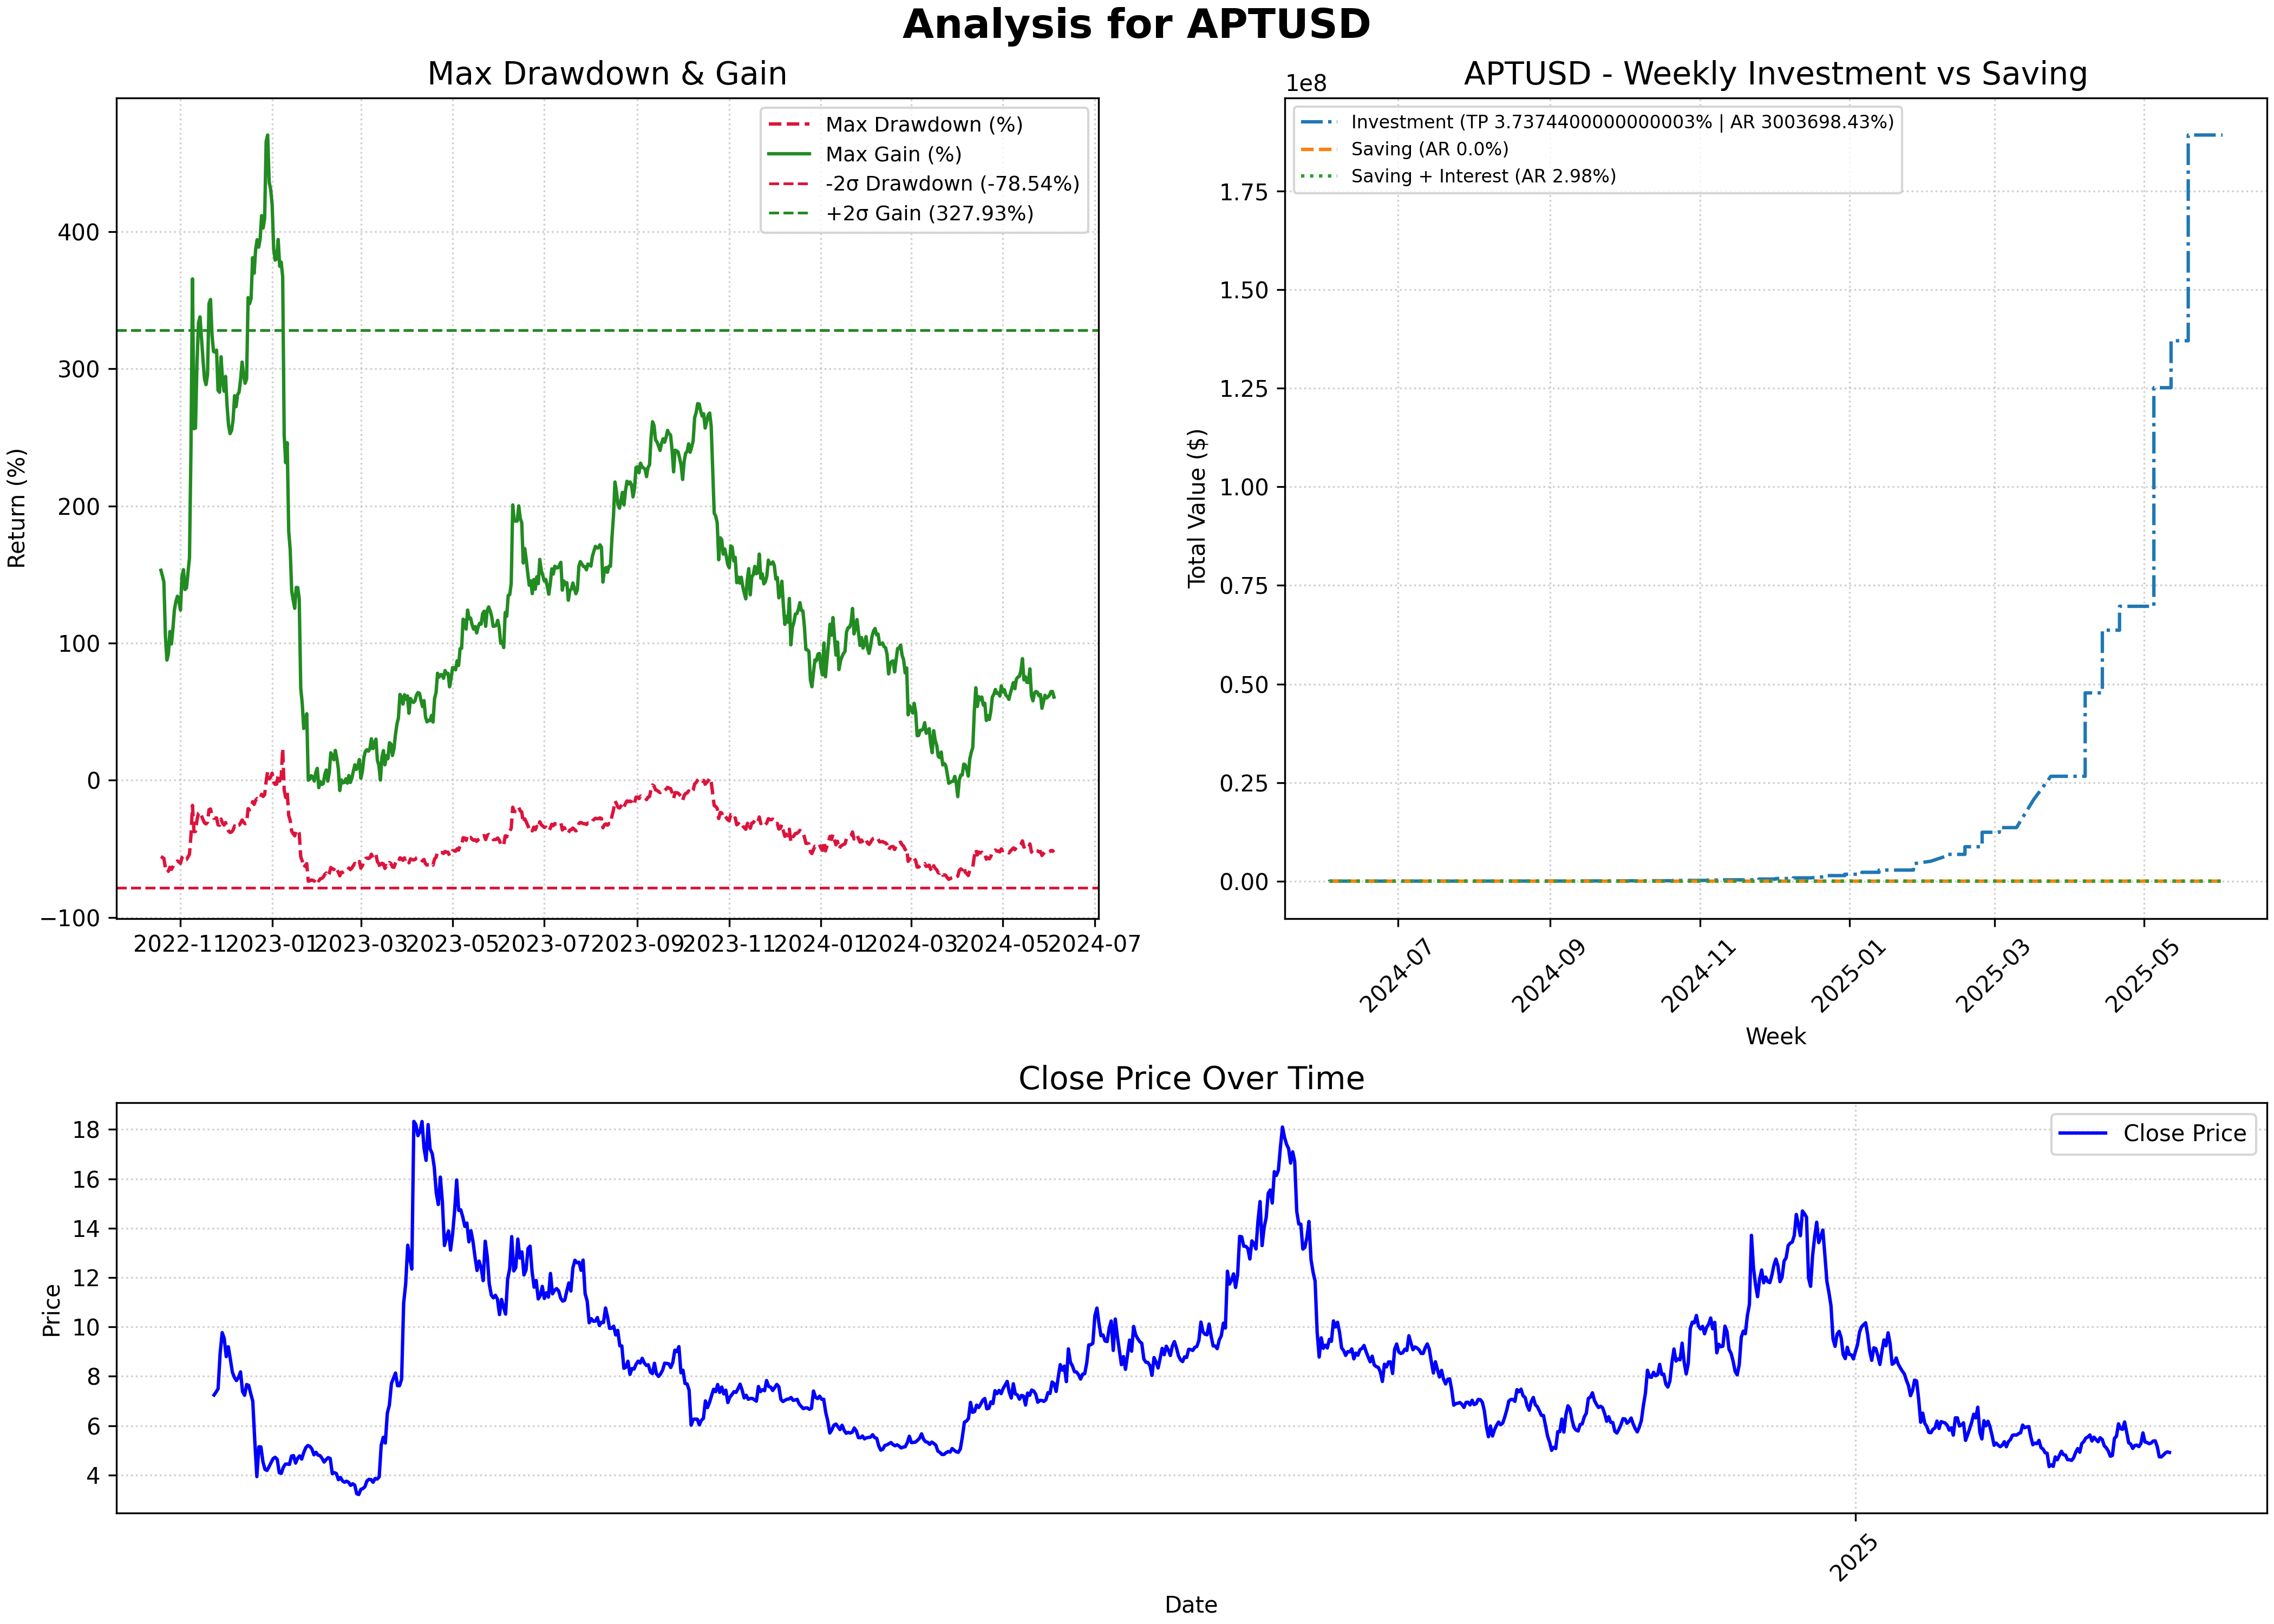 Analysis for APTUSD
Max Drawdown & Gain
Return (%)
400
300
200
100
0
−100
Max Drawdown (%)
Max Gain (%)
-2σ Drawdown (-78.54%)
+2σ Gain (327.93%)
2022-11
2023-01
2023-03
2023-05
2023-07
2023-09
2023-11
2024-01
2024-03
2024-05
2024-07
APTUSD - Weekly Investment vs Saving
1e8
Total Value ($)
1.75
1.50
1.25
1.00
0.75
0.50
0.25
0.00
Investment (TP 3.7374400000000003% | AR 3003698.43%)
Saving (AR 0.0%)
Saving + Interest (AR 2.98%)
2024-07
2024-09
2024-11
2025-01
2025-03
2025-05
Week
Close Price Over Time
Price
18
16
14
12
10
8
6
4
Close Price
2025
Date